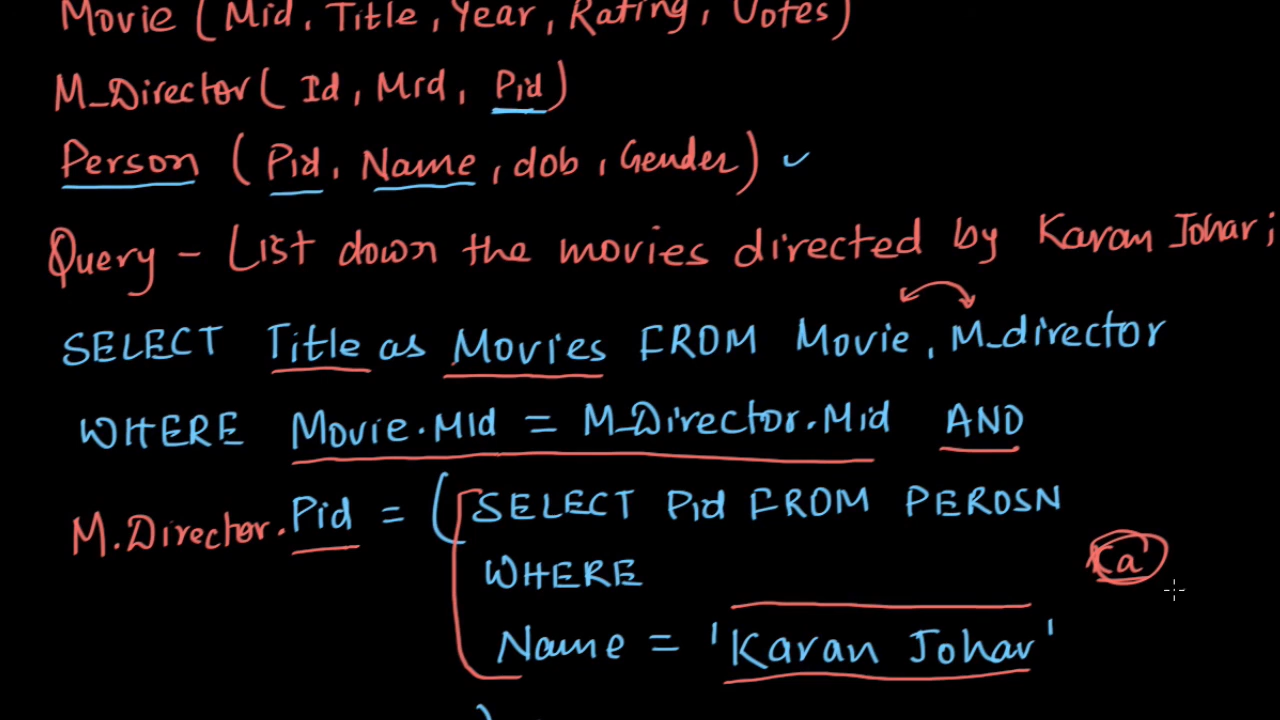 Movie (Mid, Title, Year, Rating, Votes)
M_Director( Id, Mid, Pid)
Person (Pid, Name, dob, Gender)
Query - List down the movies directed by Karan Johar;
SELECT Title as Movies FROM Movie, M_director
WHERE Movie.MId = M_Director.Mid AND
M.Director.Pid = (SELECT Pid FROM PEROSN
WHERE
Ka
Name = 'Karan Johar'
)